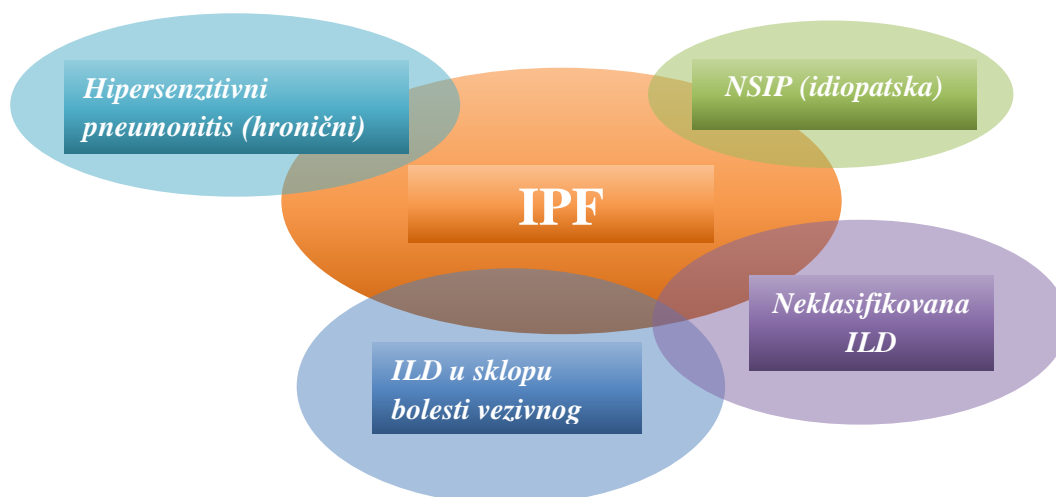 Hipersenzitivni
pneumonitis (hronični)
NSIP (idiopatska)
IPF
Neklasifikovana
ILD
ILD u sklopu
bolesti vezivnog